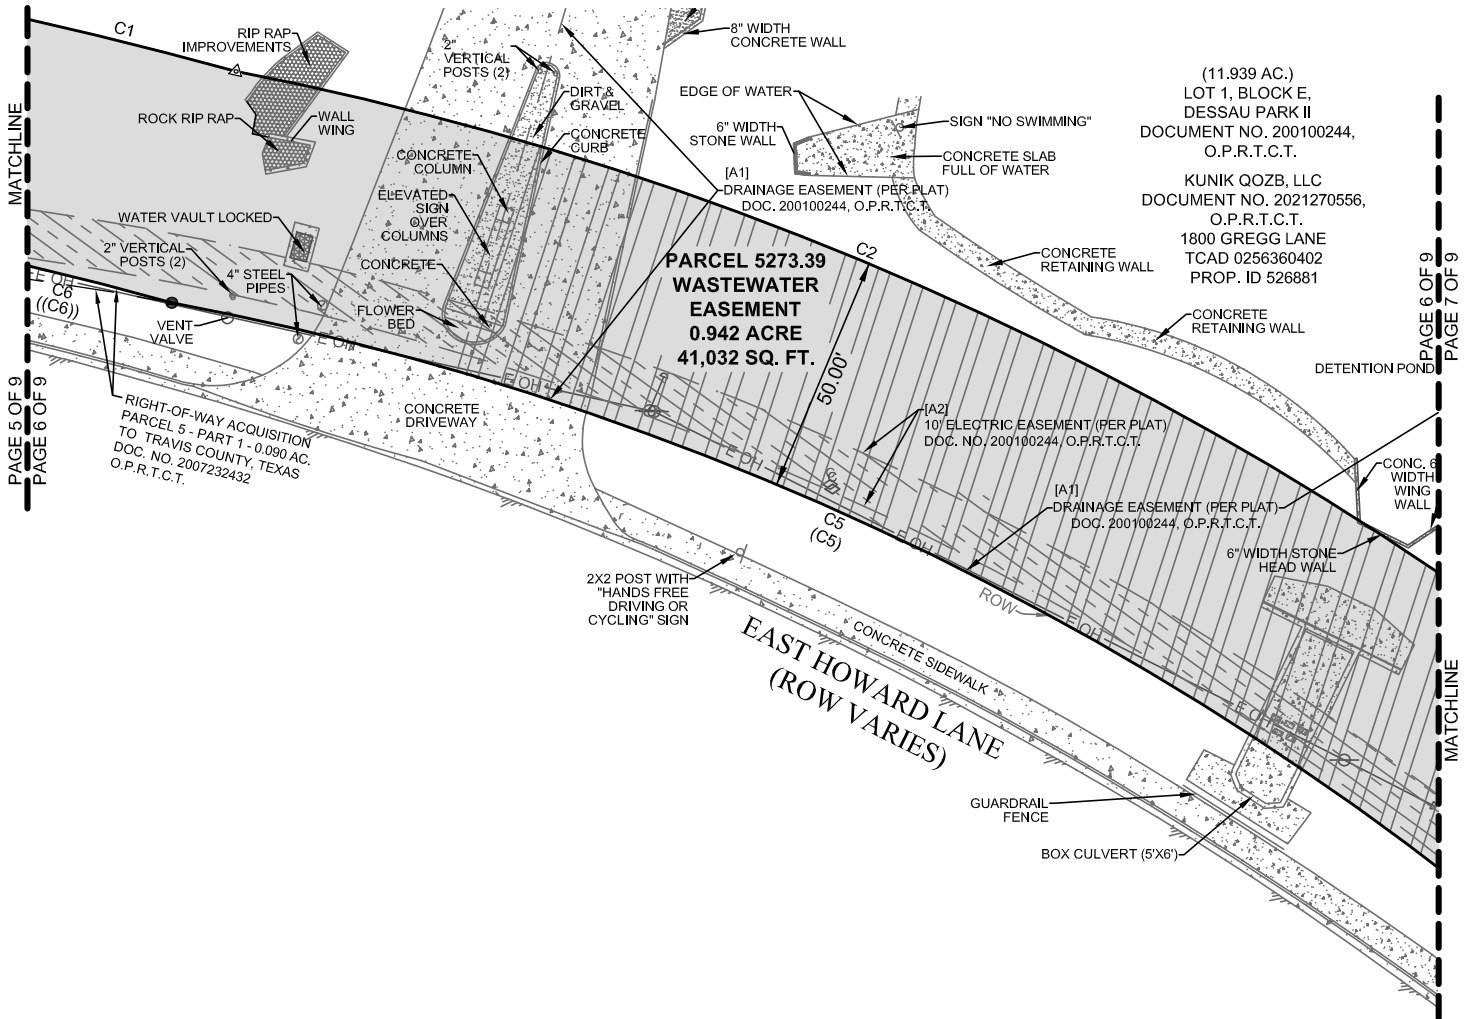 C1
RIP RAP
IMPROVEMENTS
2"
VERTICAL
POSTS (2)
8" WIDTH
CONCRETE WALL
ROCK RIP RAP
WALL
WING
DIRT &
GRAVEL
CONCRETE
CURB
CONCRETE
COLUMN
ELEVATED
SIGN
OVER
COLUMNS
CONCRETE
FLOWER
BED
WATER VAULT LOCKED
2" VERTICAL
POSTS (2)
4" STEEL
PIPES
VENT
VALVE
C6
((C6))
EDGE OF WATER
6" WIDTH
STONE WALL
SIGN "NO SWIMMING"
CONCRETE SLAB
FULL OF WATER
[A1]
DRAINAGE EASEMENT (PER PLAT)
DOC. 200100244, O.P.R.T.C.T.
(11.939 AC.)
LOT 1, BLOCK E,
DESSAU PARK II
DOCUMENT NO. 200100244,
O.P.R.T.C.T.
KUNIK QOZB, LLC
DOCUMENT NO. 2021270556,
O.P.R.T.C.T.
1800 GREGG LANE
TCAD 0256360402
PROP. ID 526881
C2
PARCEL 5273.39
WASTEWATER
EASEMENT
0.942 ACRE
41,032 SQ. FT.
50.00'
CONCRETE
RETAINING WALL
CONCRETE
RETAINING WALL
DETENTION POND
MATCHLINE
PAGE 5 OF 9
PAGE 6 OF 9
PAGE 6 OF 9
PAGE 7 OF 9
MATCHLINE
RIGHT-OF-WAY ACQUISITION
PARCEL 5 - PART 1 - 0.090 AC.
TO TRAVIS COUNTY, TEXAS
DOC. NO. 2007232432
O.P.R.T.C.T.
CONCRETE
DRIVEWAY
E OH
E OH
E OH
E OH
E OH
E OH
[A2]
10' ELECTRIC EASEMENT (PER PLAT)
DOC. NO. 200100244, O.P.R.T.C.T.
[A1]
DRAINAGE EASEMENT (PER PLAT)
DOC. 200100244, O.P.R.T.C.T.
CONC. 6"
WIDTH
WING
WALL
6" WIDTH STONE
HEAD WALL
C5
(C5)
ROW
2X2 POST WITH
"HANDS FREE
DRIVING OR
CYCLING" SIGN
CONCRETE SIDEWALK
EAST HOWARD LANE
(ROW VARIES)
GUARDRAIL
FENCE
BOX CULVERT (5'X6')